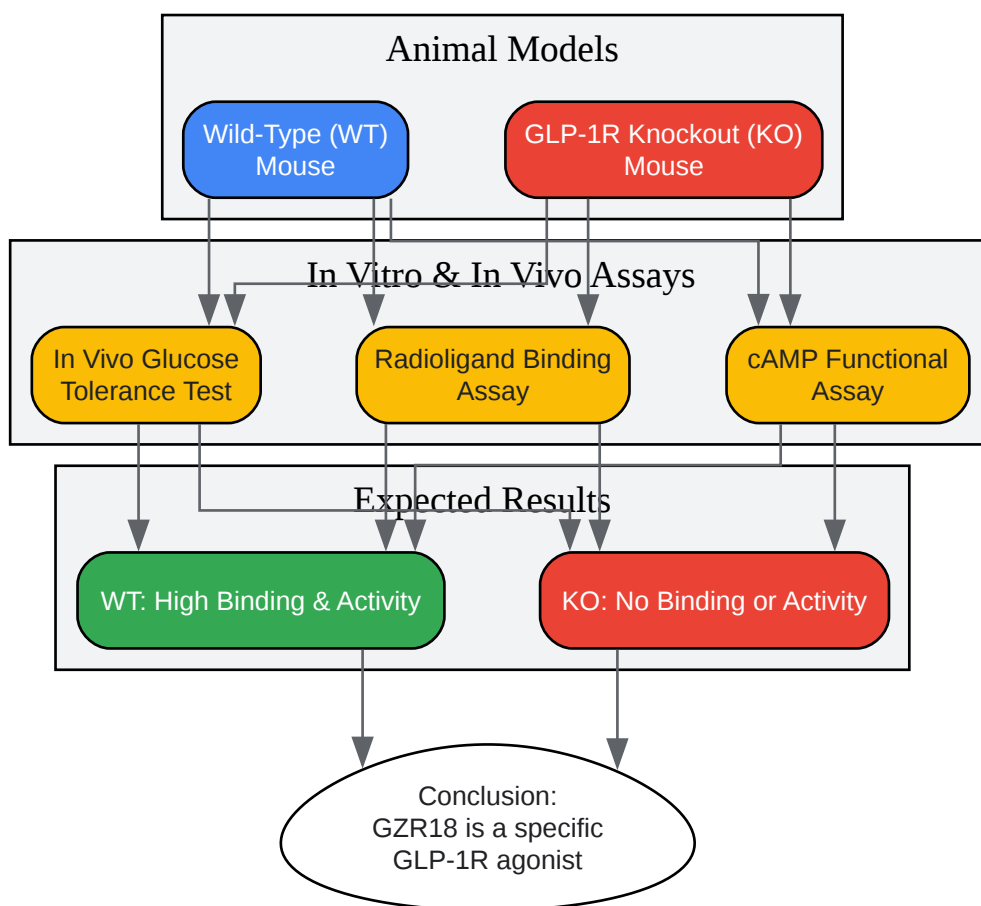 Animal Models
Wild-Type (WT)
Mouse
GLP-1R Knockout (KO)
Mouse
In Vitro & In Vivo Assays
In Vivo Glucose
Tolerance Test
Radioligand Binding
Assay
cAMP Functional
Assay
Expected Results
WT: High Binding & Activity
KO: No Binding or Activity
Conclusion:
GZR18 is a specific
GLP-1R agonist